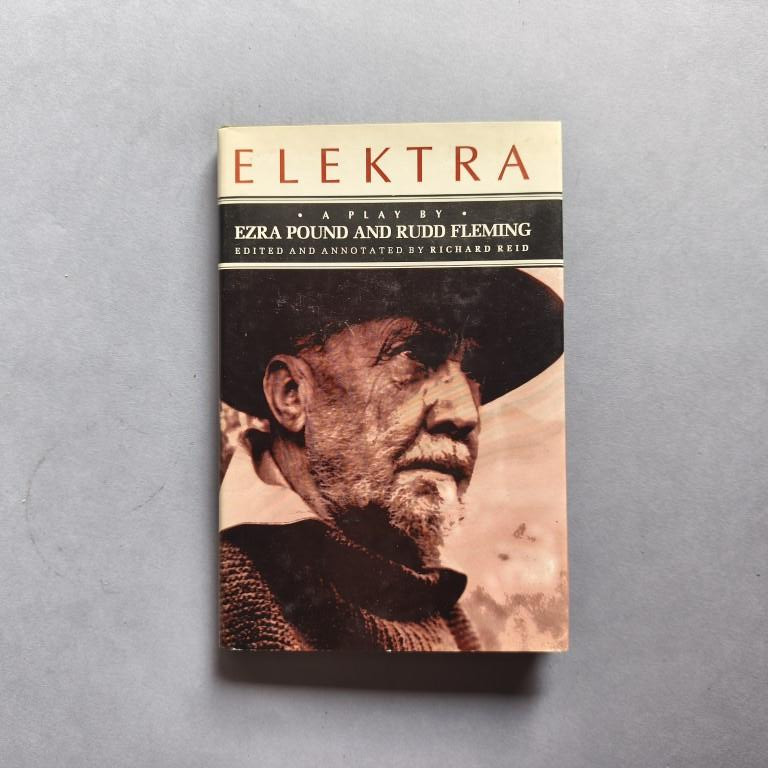 ELEKTRA
• A PLAY BY •
EZRA POUND AND RUDD FLEMING
EDITED AND ANNOTATED BY RICHARD REID